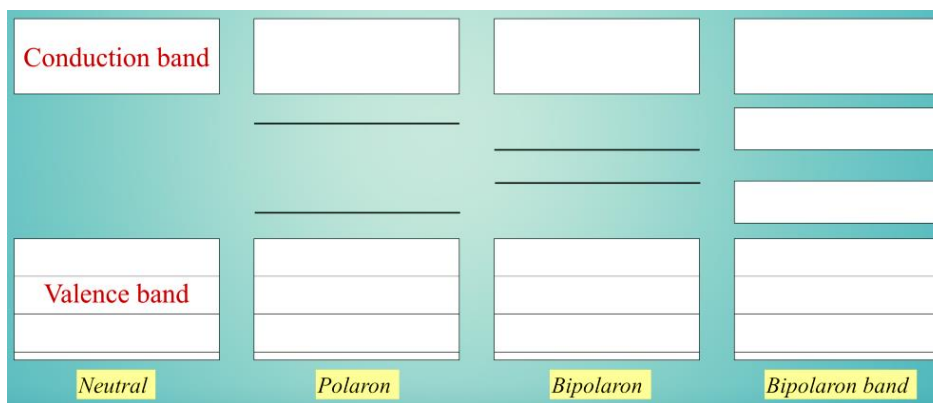 Conduction band
Valence band
Neutral
Polaron
Bipolaron
Bipolaron band